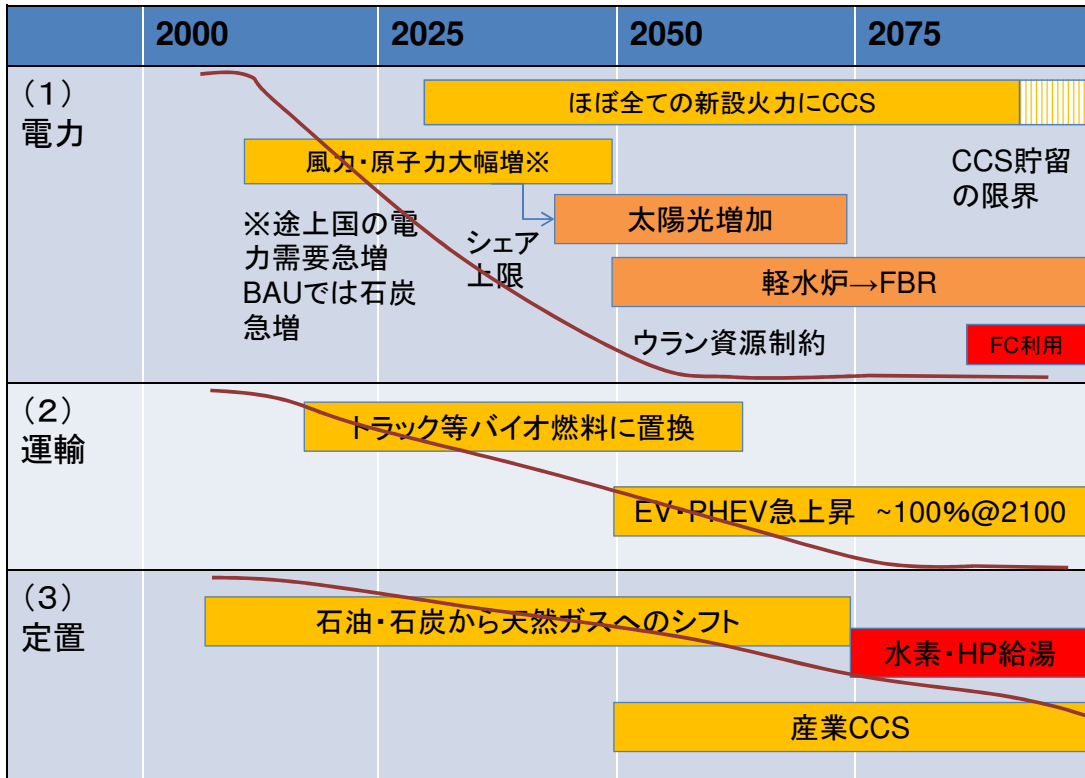 2000 2025 2050 2075
(1)
電力
ほぼ全ての新設火力にCCS
風力・原子力大幅増※
CCS貯留
の限界
太陽光増加
※途上国の電
力需要急増
BAUでは石炭
急増
シェア
上限
軽水炉→FBR
ウラン資源制約
FC利用
(2)
運輸
トラック等バイオ燃料に置換
EV・PHEV急上昇 ~100%@2100
(3)
定置
石油・石炭から天然ガスへのシフト
水素・HP給湯
産業CCS